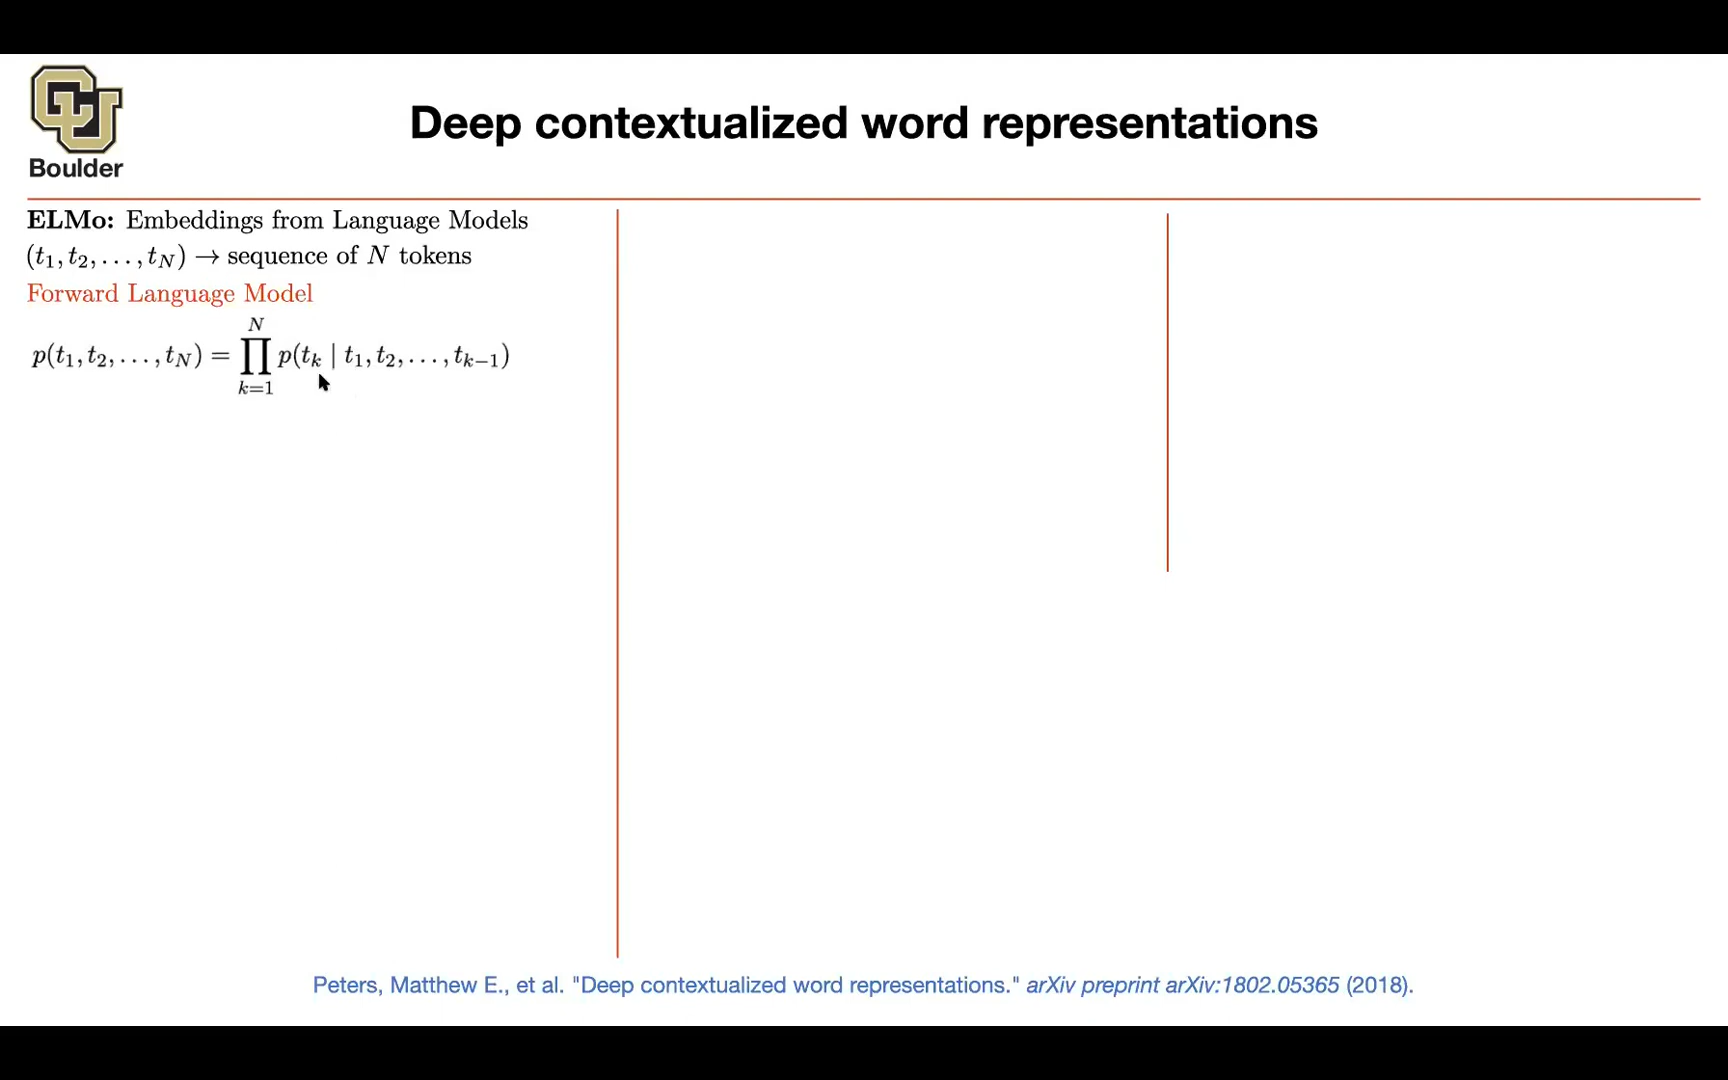 CU
Boulder
Deep contextualized word representations
ELMo: Embeddings from Language Models
(t₁, t₂, . . . , t_N) → sequence of N tokens
Forward Language Model
p(t₁, t₂, . . . , t_N) = ∏_{k=1}^{N} p(t_k | t₁, t₂, . . . , t_{k−1})
Peters, Matthew E., et al. "Deep contextualized word representations." arXiv preprint arXiv:1802.05365 (2018).